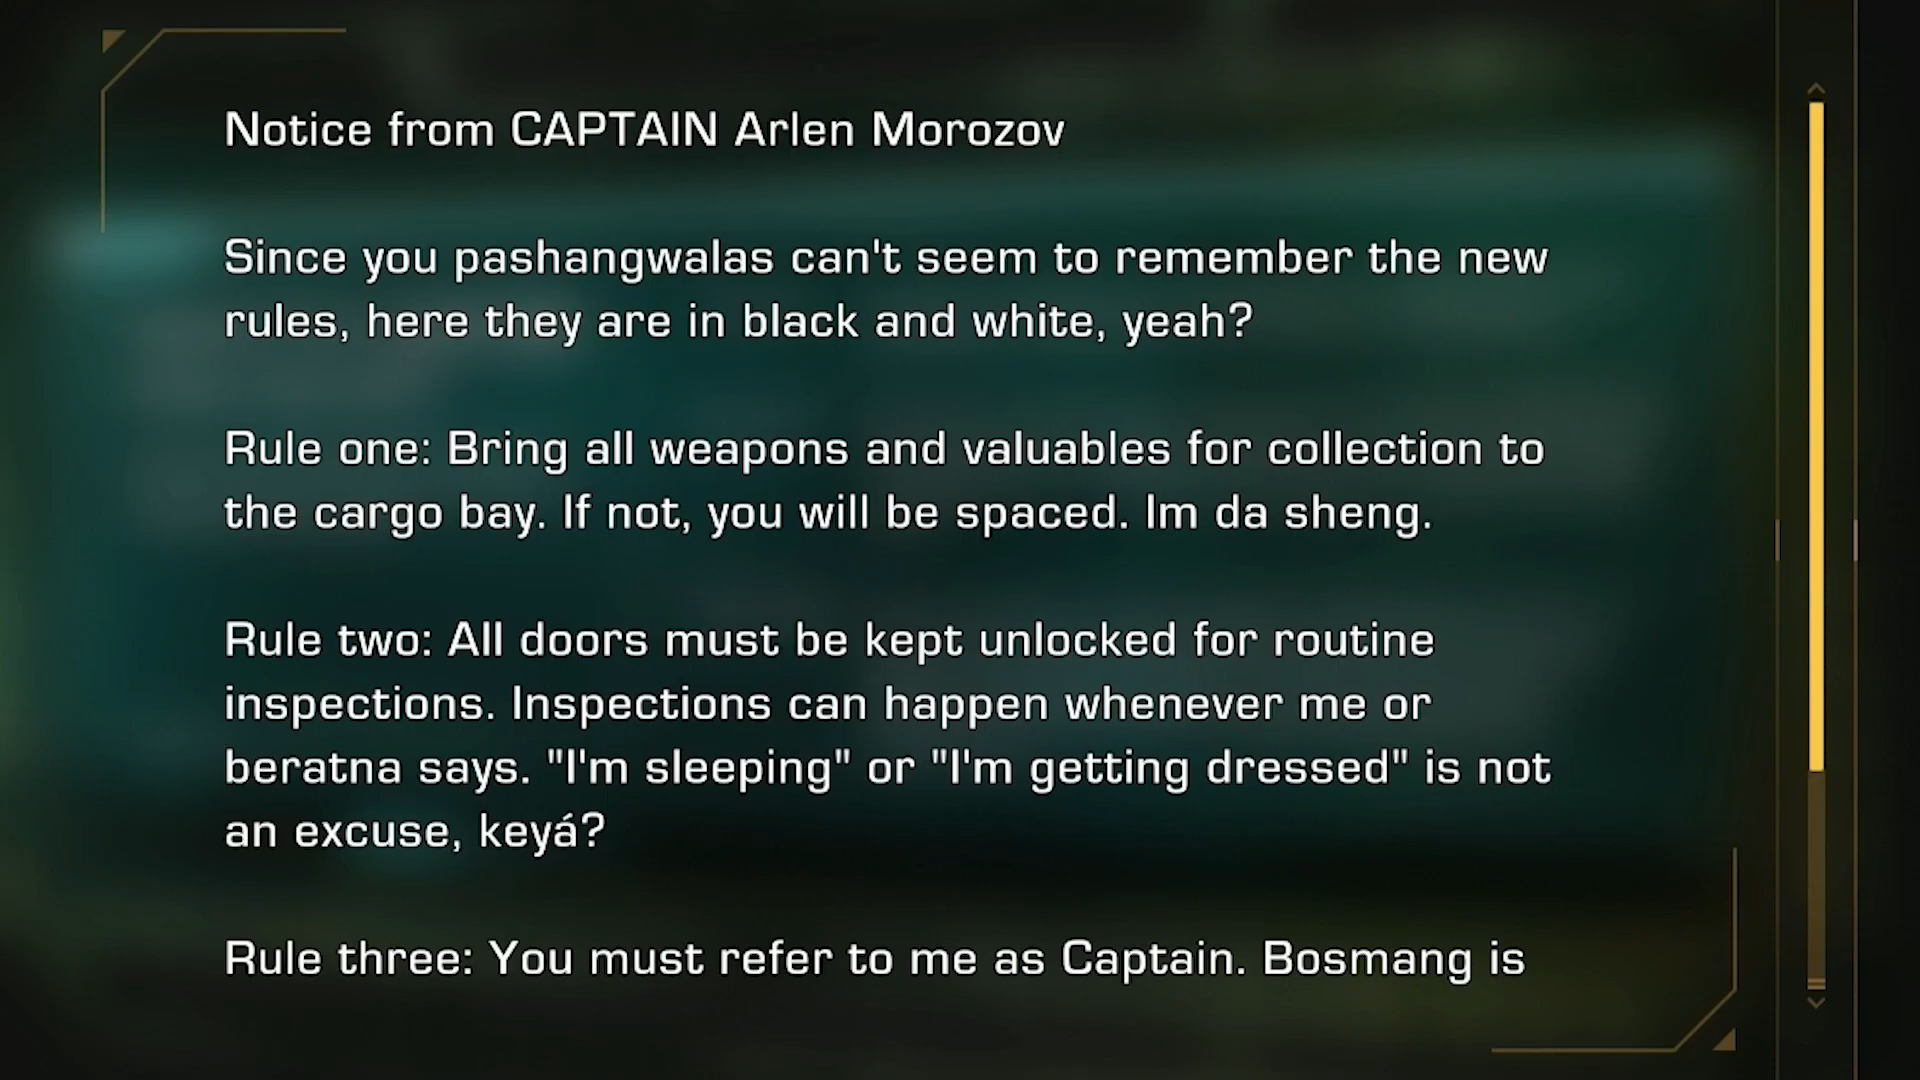 Notice from CAPTAIN Arlen Morozov
Since you pashangwalas can't seem to remember the new
rules, here they are in black and white, yeah?
Rule one: Bring all weapons and valuables for collection to
the cargo bay. If not, you will be spaced. Im da sheng.
Rule two: All doors must be kept unlocked for routine
inspections. Inspections can happen whenever me or
beratna says. "I'm sleeping" or "I'm getting dressed" is not
an excuse, keyá?
Rule three: You must refer to me as Captain. Bosmang is